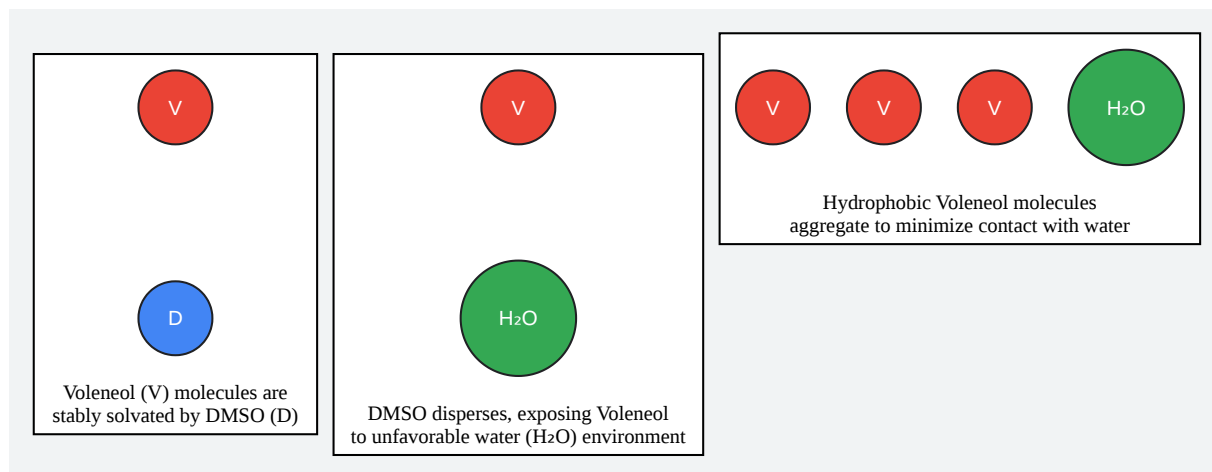 V
D
Voleneol (V) molecules are
stably solvated by DMSO (D)
V
H₂O
DMSO disperses, exposing Voleneol
to unfavorable water (H₂O) environment
V V V H₂O
Hydrophobic Voleneol molecules
aggregate to minimize contact with water